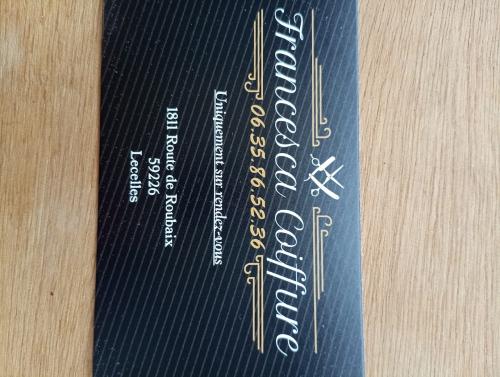 Francesca Coiffure
06.35.86.52.36
Uniquement sur rendez-vous
1811 Route de Roubaix
59226
Lecelles